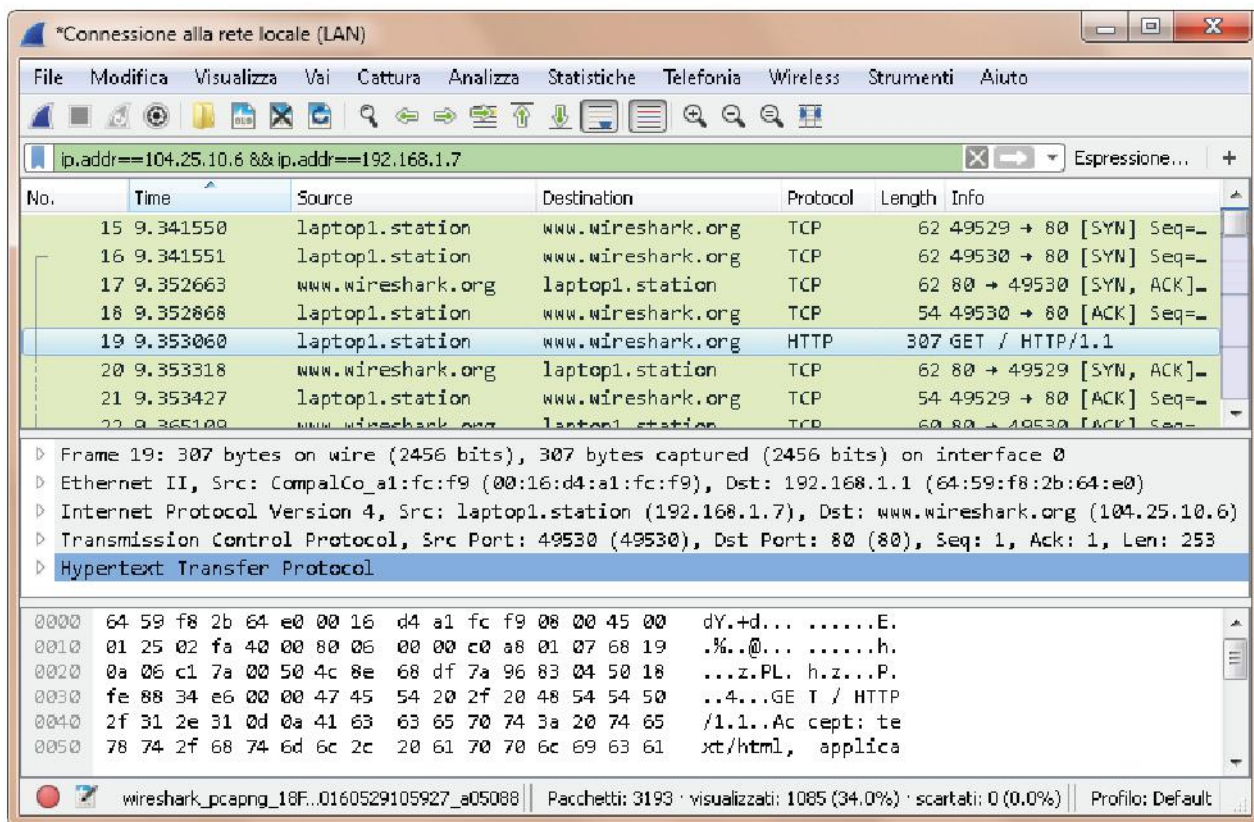 *Connessione alla rete locale (LAN)
File Modifica Visualizza Vai Cattura Analizza Statistiche Telefonia Wireless Strumenti Aiuto
ip.addr==104.25.10.6 && ip.addr==192.168.1.7 Espressione... +
No. Time Source Destination Protocol Length Info
15 9.341550 laptop1.station www.wireshark.org TCP 62 49529 → 80 [SYN] Seq=…
16 9.341551 laptop1.station www.wireshark.org TCP 62 49530 → 80 [SYN] Seq=…
17 9.352663 www.wireshark.org laptop1.station TCP 62 80 → 49530 [SYN, ACK]…
18 9.352868 laptop1.station www.wireshark.org TCP 54 49530 → 80 [ACK] Seq=…
19 9.353060 laptop1.station www.wireshark.org HTTP 307 GET / HTTP/1.1
20 9.353318 www.wireshark.org laptop1.station TCP 62 80 → 49529 [SYN, ACK]…
21 9.353427 laptop1.station www.wireshark.org TCP 54 49529 → 80 [ACK] Seq=…
22 9.365109 www.wireshark.org laptop1.station TCP 60 80 → 49530 [ACK] Seq=…
Frame 19: 307 bytes on wire (2456 bits), 307 bytes captured (2456 bits) on interface 0
Ethernet II, Src: CompalCo_a1:fc:f9 (00:16:d4:a1:fc:f9), Dst: 192.168.1.1 (64:59:f8:2b:64:e0)
Internet Protocol Version 4, Src: laptop1.station (192.168.1.7), Dst: www.wireshark.org (104.25.10.6)
Transmission Control Protocol, Src Port: 49530 (49530), Dst Port: 80 (80), Seq: 1, Ack: 1, Len: 253
Hypertext Transfer Protocol
0000 64 59 f8 2b 64 e0 00 16 d4 a1 fc f9 08 00 45 00 dY.+d... ......E.
0010 01 25 02 fa 40 00 80 06 00 00 c0 a8 01 07 68 19 .%..@... ......h.
0020 0a 06 c1 7a 00 50 4c 8e 68 df 7a 96 83 04 50 18 ...z.PL. h.z...P.
0030 fe 88 34 e6 00 00 47 45 54 20 2f 20 48 54 54 50 ..4...GE T / HTTP
0040 2f 31 2e 31 0d 0a 41 63 63 65 70 74 3a 20 74 65 /1.1..Ac cept: te
0050 78 74 2f 68 74 6d 6c 2c 20 61 70 70 6c 69 63 61 xt/html, applica
wireshark_pcapng_18F...0160529105927_a05088 Pacchetti: 3193 · visualizzati: 1085 (34.0%) · scartati: 0 (0.0%) Profilo: Default